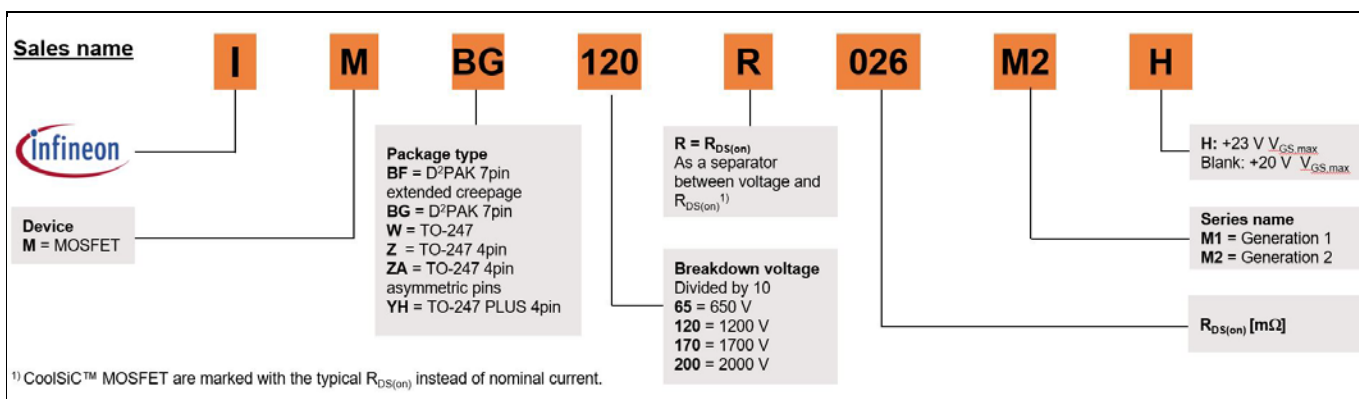 Sales name
I M BG 120 R 026 M2 H
infineon
Device
M = MOSFET
Package type
BF = D²PAK 7pin
extended creepage
BG = D²PAK 7pin
W = TO-247
Z = TO-247 4pin
ZA = TO-247 4pin
asymmetric pins
YH = TO-247 PLUS 4pin
R = RDS(on)
As a separator
between voltage and
RDS(on)1)
Breakdown voltage
Divided by 10
65 = 650 V
120 = 1200 V
170 = 1700 V
200 = 2000 V
H: +23 V VGS,max
Blank: +20 V VGS,max
Series name
M1 = Generation 1
M2 = Generation 2
RDS(on) [mΩ]
1) CoolSiC™ MOSFET are marked with the typical RDS(on) instead of nominal current.